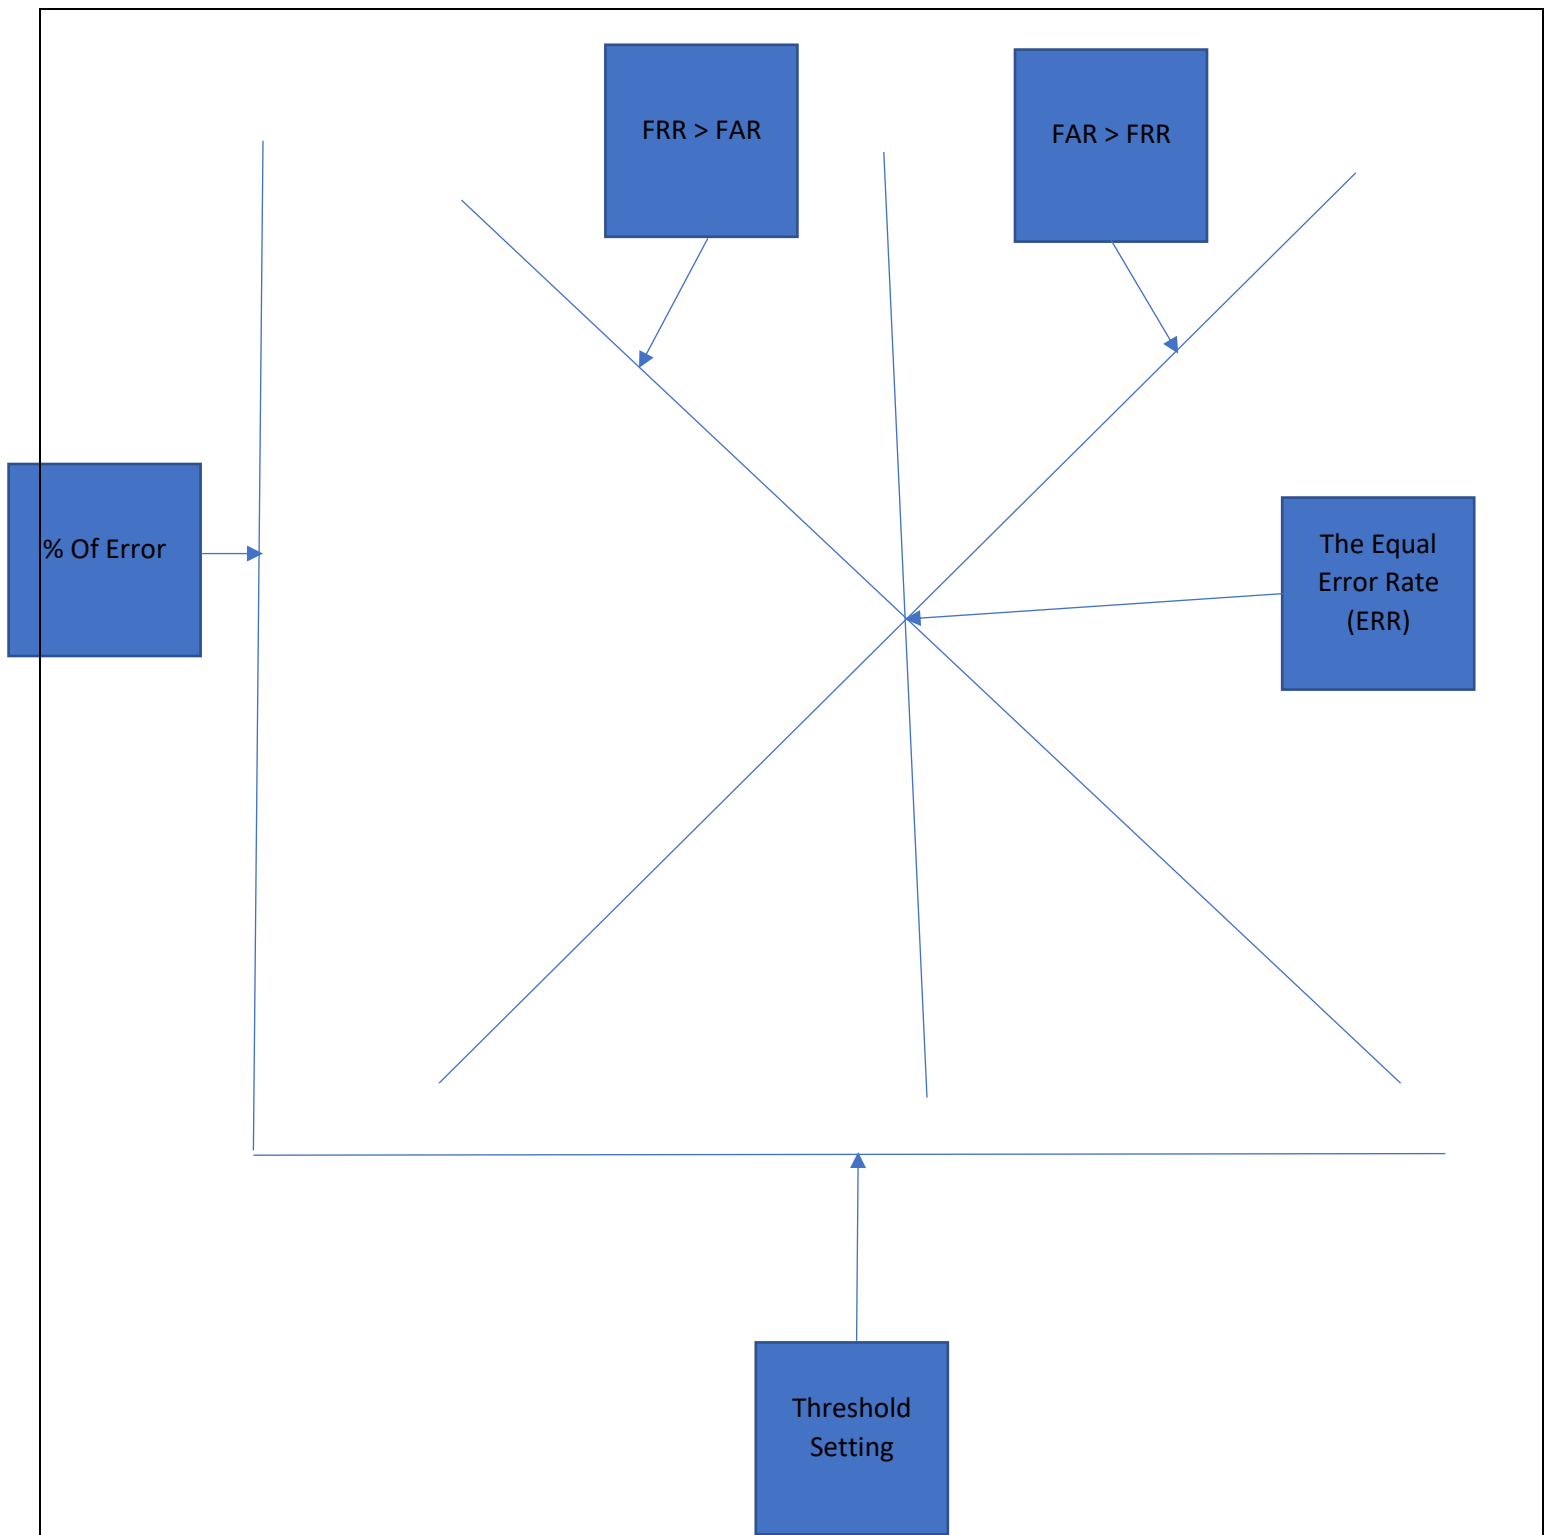 FRR > FAR
FAR > FRR
% Of Error
The Equal
Error Rate
(ERR)
Threshold
Setting